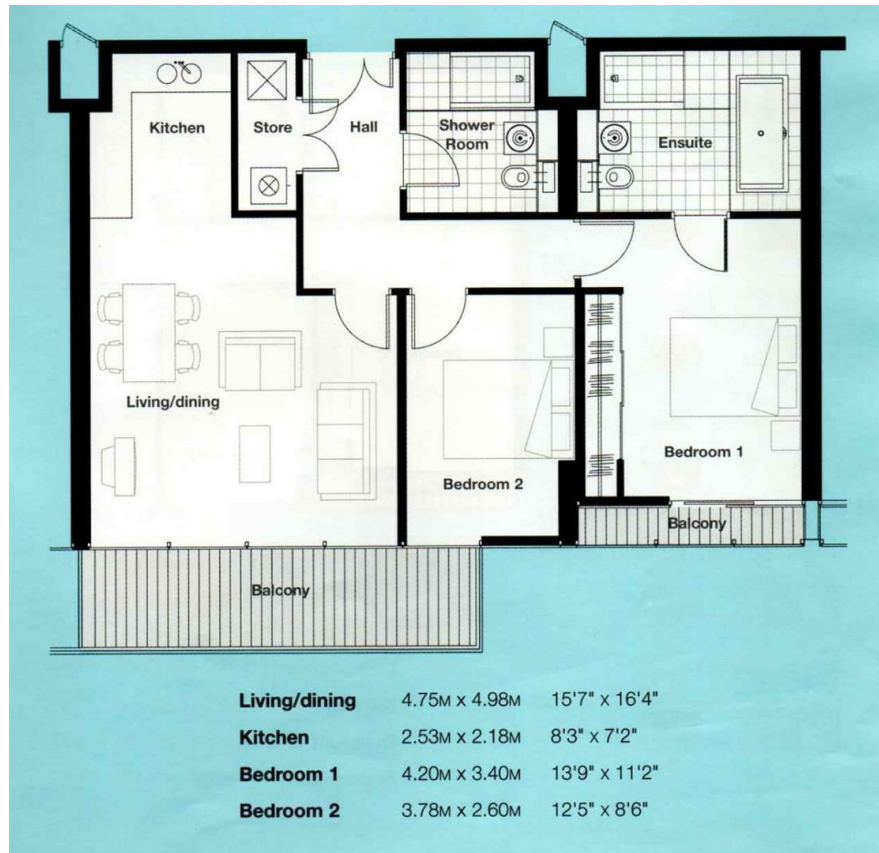 Kitchen
Store
Hall
Shower
Room
Ensuite
Living/dining
Bedroom 1
Bedroom 2
Balcony
Balcony
Living/dining 4.75M x 4.98M 15'7" x 16'4"
Kitchen 2.53M x 2.18M 8'3" x 7'2"
Bedroom 1 4.20M x 3.40M 13'9" x 11'2"
Bedroom 2 3.78M x 2.60M 12'5" x 8'6"